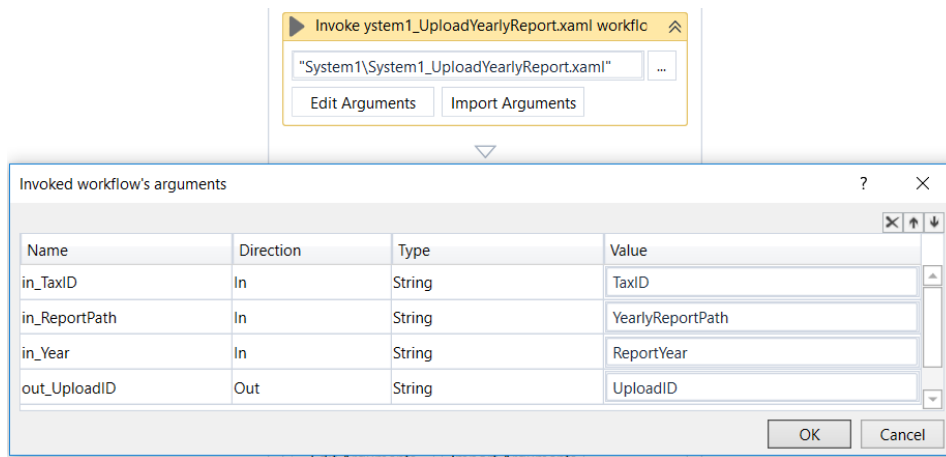 Invoke ystem1_UploadYearlyReport.xaml workflc
"System1\System1_UploadYearlyReport.xaml"
...
Edit Arguments Import Arguments
Invoked workflow's arguments
?
Name Direction Type Value
in_TaxID In String TaxID
in_ReportPath In String YearlyReportPath
in_Year In String ReportYear
out_UploadID Out String UploadID
OK Cancel